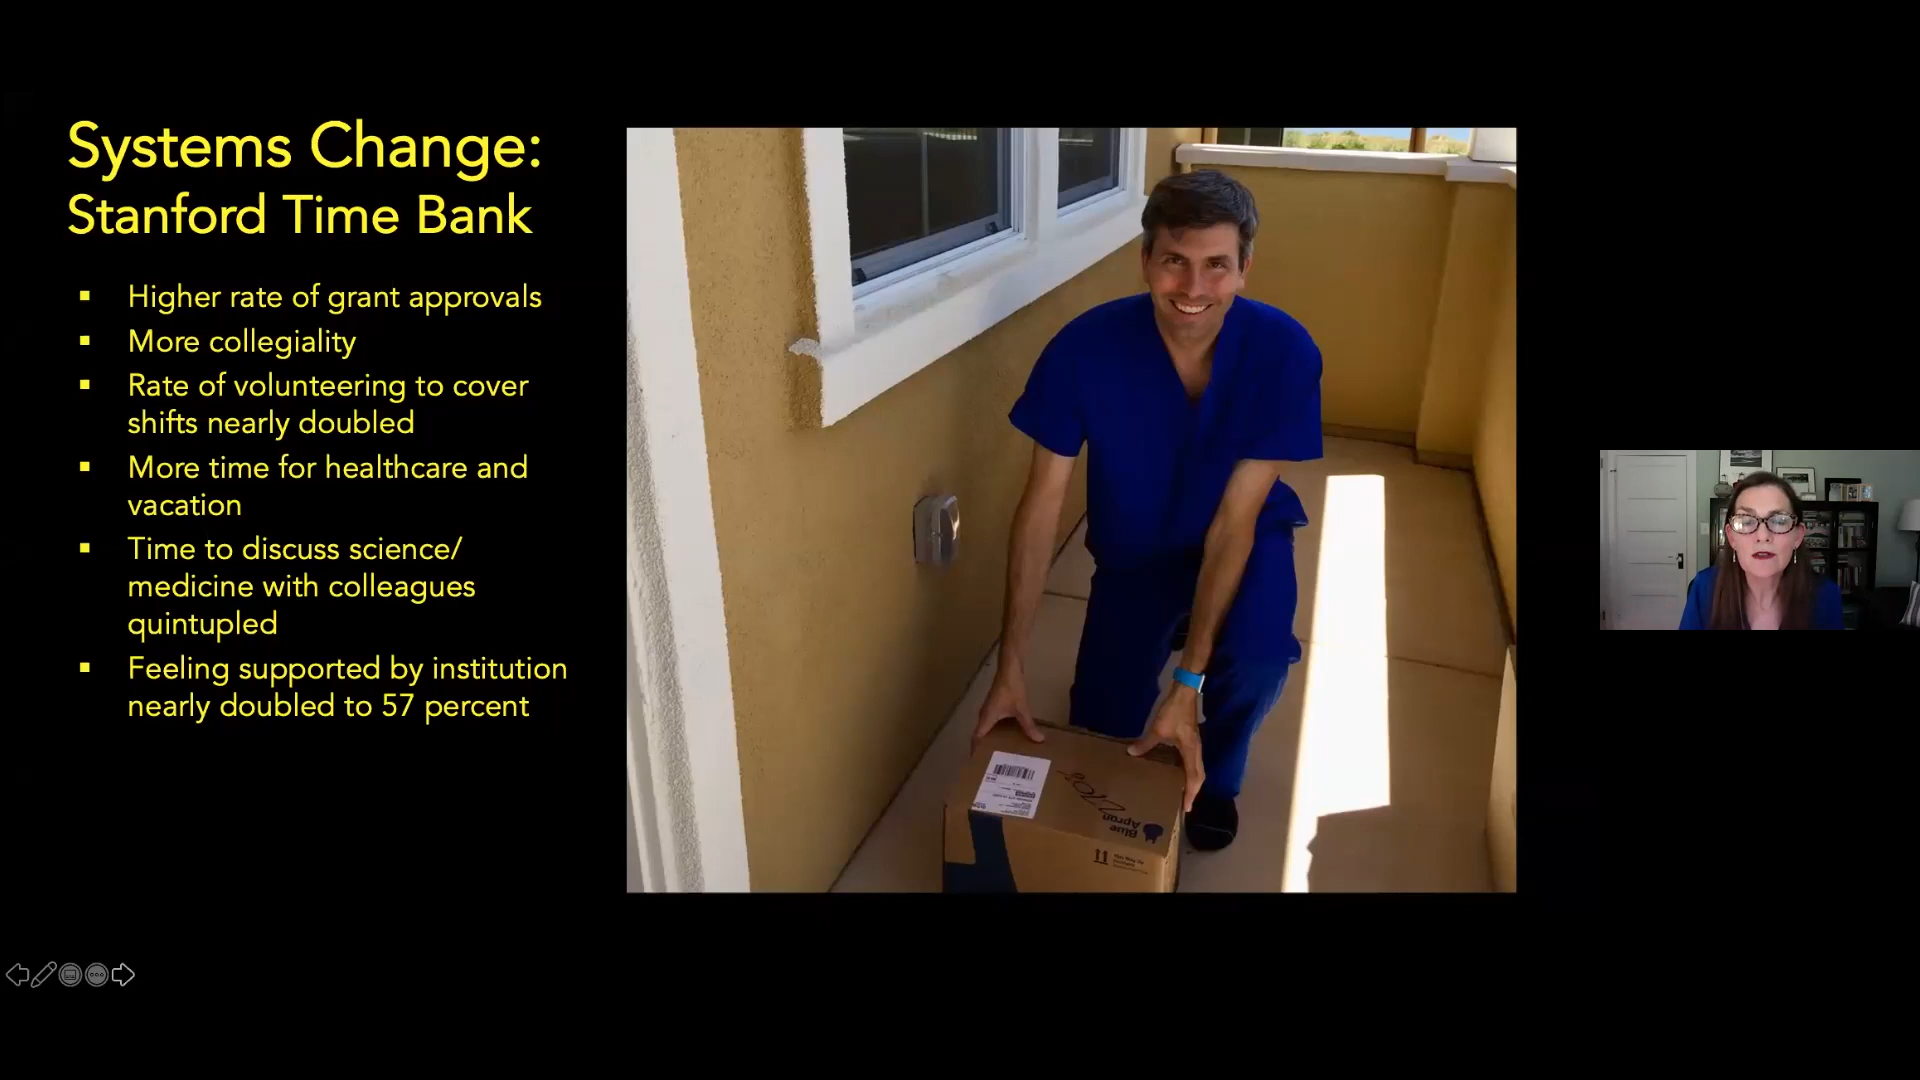 Systems Change:
Stanford Time Bank
▪ Higher rate of grant approvals
▪ More collegiality
▪ Rate of volunteering to cover
shifts nearly doubled
▪ More time for healthcare and
vacation
▪ Time to discuss science/
medicine with colleagues
quintupled
▪ Feeling supported by institution
nearly doubled to 57 percent
Blue
Apron